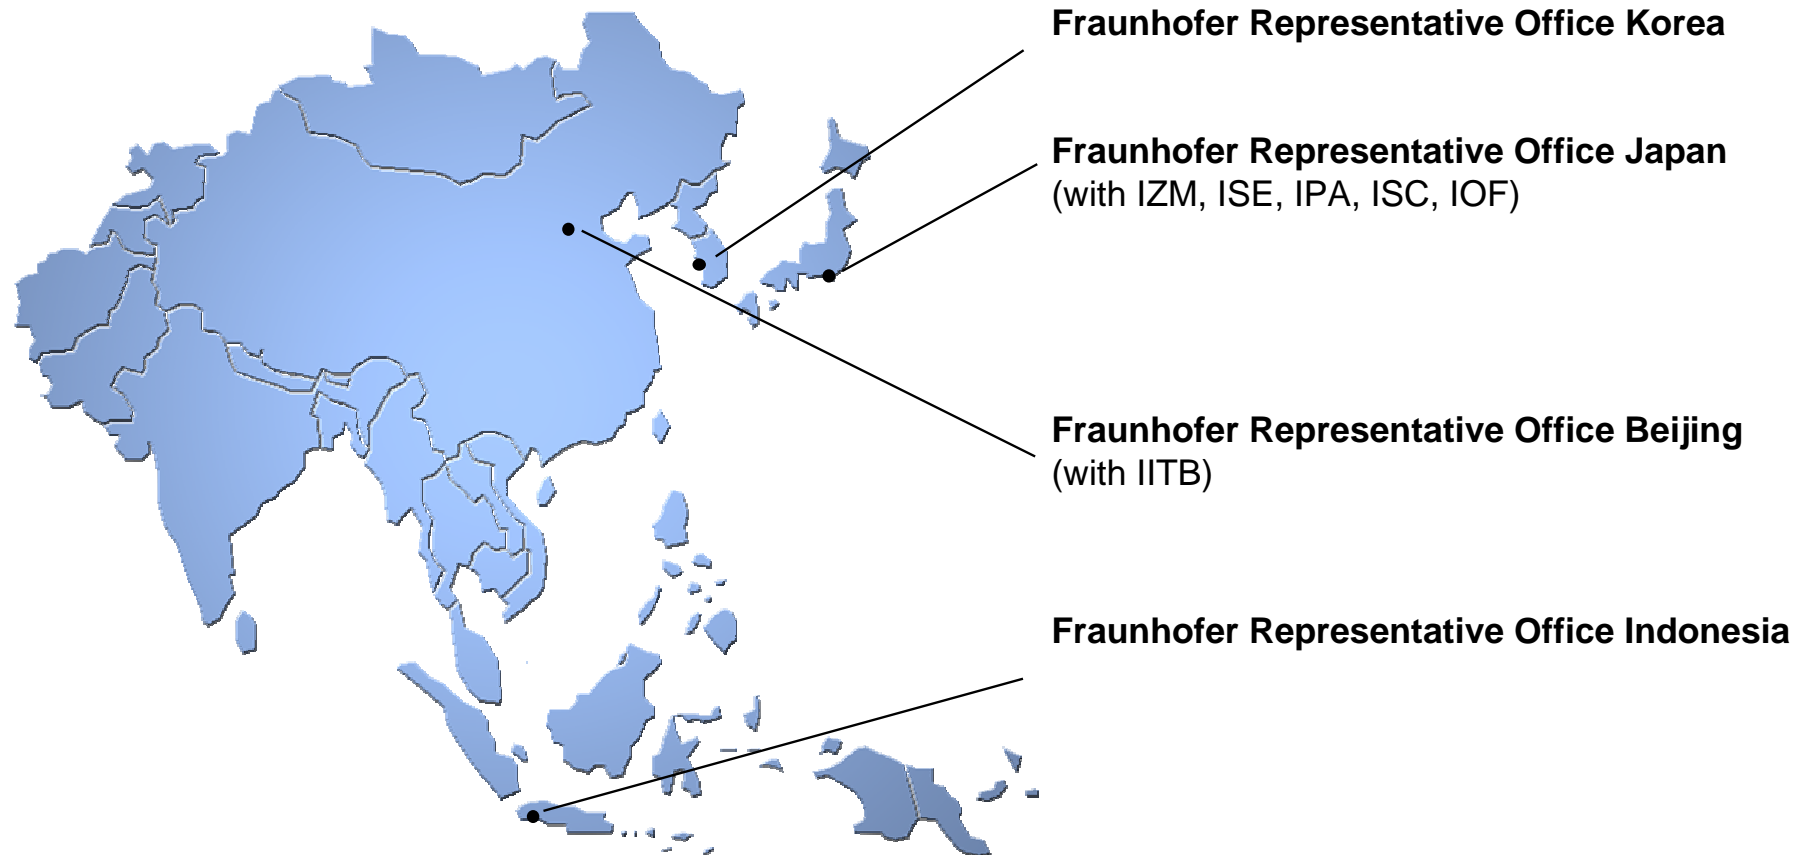 Fraunhofer Representative Office Korea
Fraunhofer Representative Office Japan
(with IZM, ISE, IPA, ISC, IOF)
Fraunhofer Representative Office Beijing
(with IITB)
Fraunhofer Representative Office Indonesia